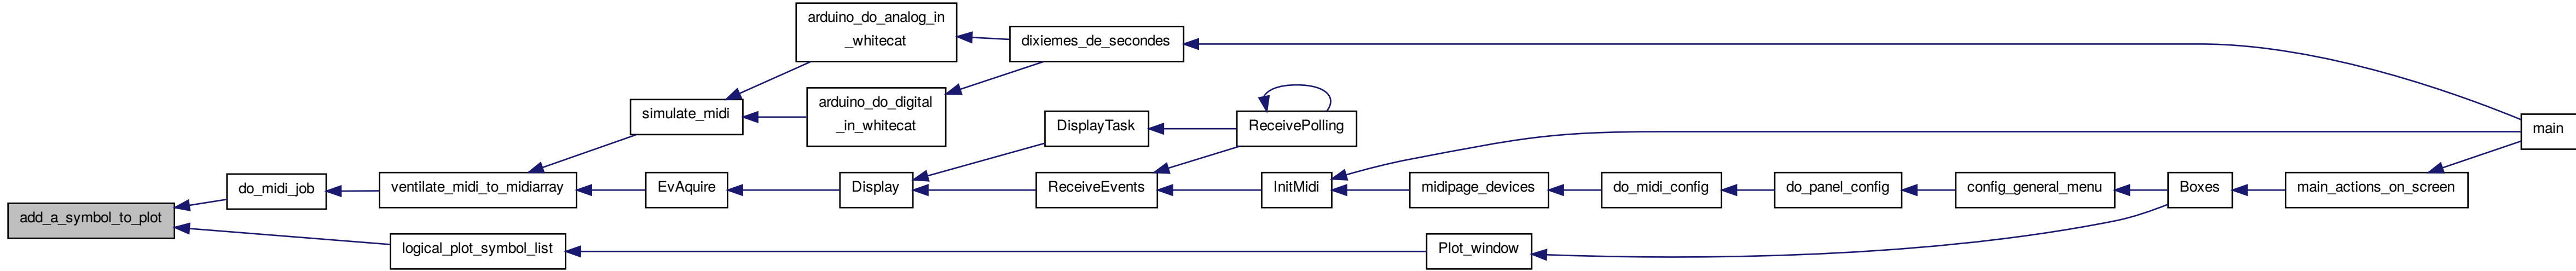 arduino_do_analog_in
_whitecat
dixiemes_de_secondes
simulate_midi
arduino_do_digital
_in_whitecat
DisplayTask
ReceivePolling
main
do_midi_job
ventilate_midi_to_midiarray
EvAquire
Display
ReceiveEvents
InitMidi
midipage_devices
do_midi_config
do_panel_config
config_general_menu
Boxes
main_actions_on_screen
add_a_symbol_to_plot
logical_plot_symbol_list
Plot_window